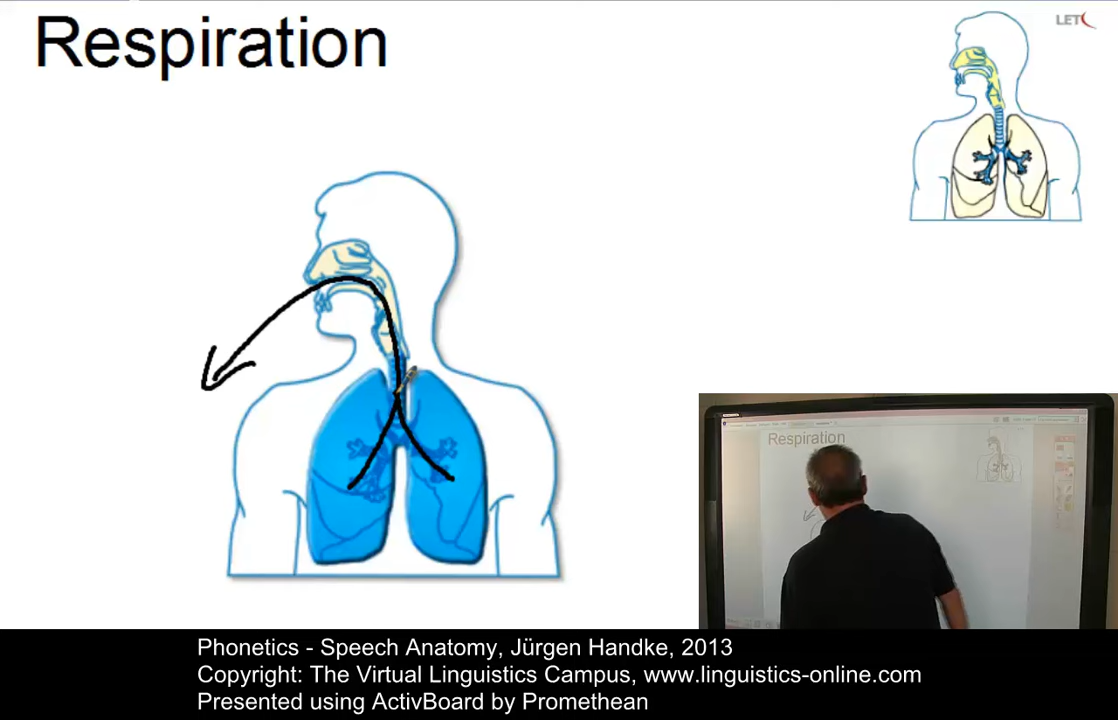 Respiration
LET
Respiration
Phonetics - Speech Anatomy, Jürgen Handke, 2013
Copyright: The Virtual Linguistics Campus, www.linguistics-online.com
Presented using ActivBoard by Promethean